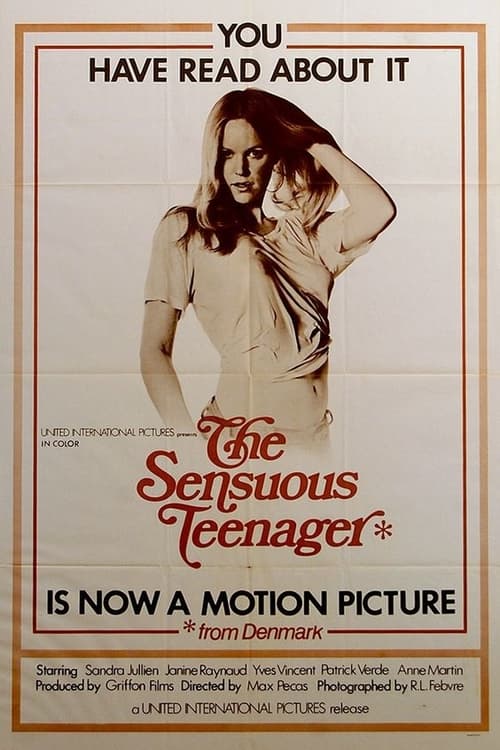 YOU
HAVE READ ABOUT IT
UNITED INTERNATIONAL PICTURES presents
IN COLOR
The
Sensuous
Teenager*
IS NOW A MOTION PICTURE
*from Denmark
Starring Sandra Jullien Janine Raynaud Yves Vincent Patrick Verde Anne Martin
Produced by Griffon Films Directed by Max Pecas Photographed by R.L. Febvre
a UNITED INTERNATIONAL PICTURES release